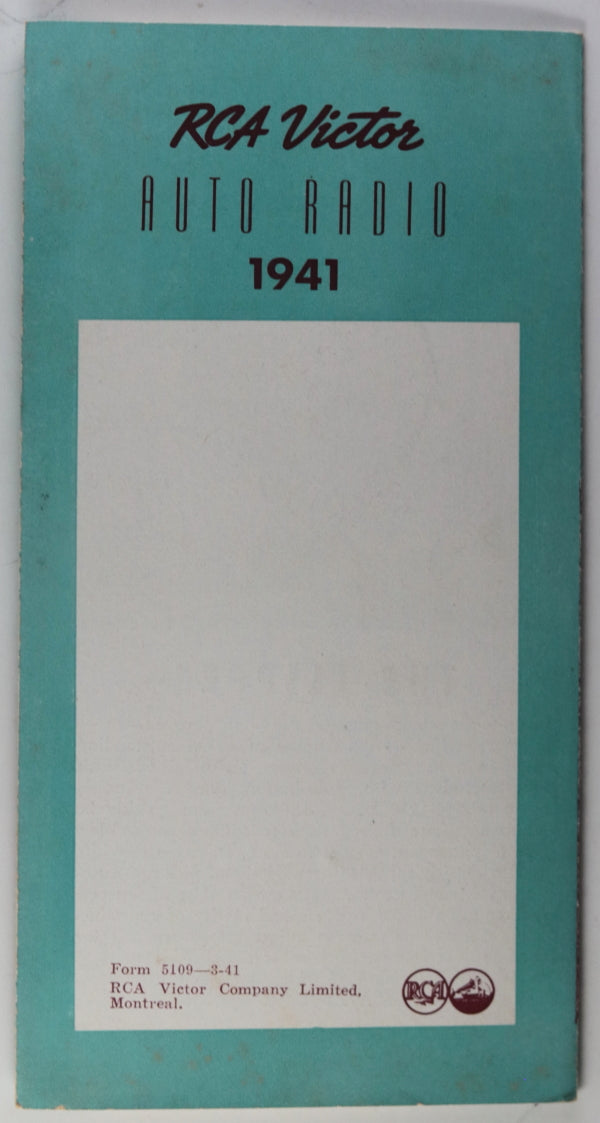 RCA Victor
AUTO RADIO
1941
Form 5109—3-41
RCA Victor Company Limited,
Montreal.
RCA